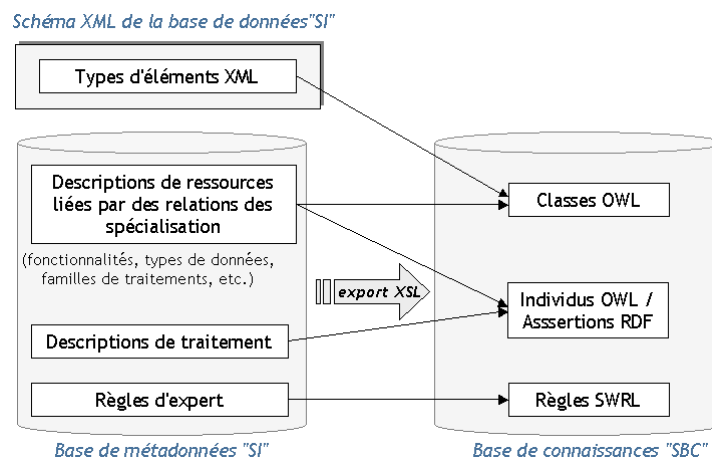 Schéma XML de la base de données"SI"
Types d'éléments XML
Descriptions de ressources
liées par des relations des
spécialisation
(fonctionnalités, types de données,
familles de traitements, etc.)
Descriptions de traitement
Règles d'expert
Base de métadonnées "SI"
export XSL
Classes OWL
Individus OWL /
Asssertions RDF
Règles SWRL
Base de connaissances "SBC"